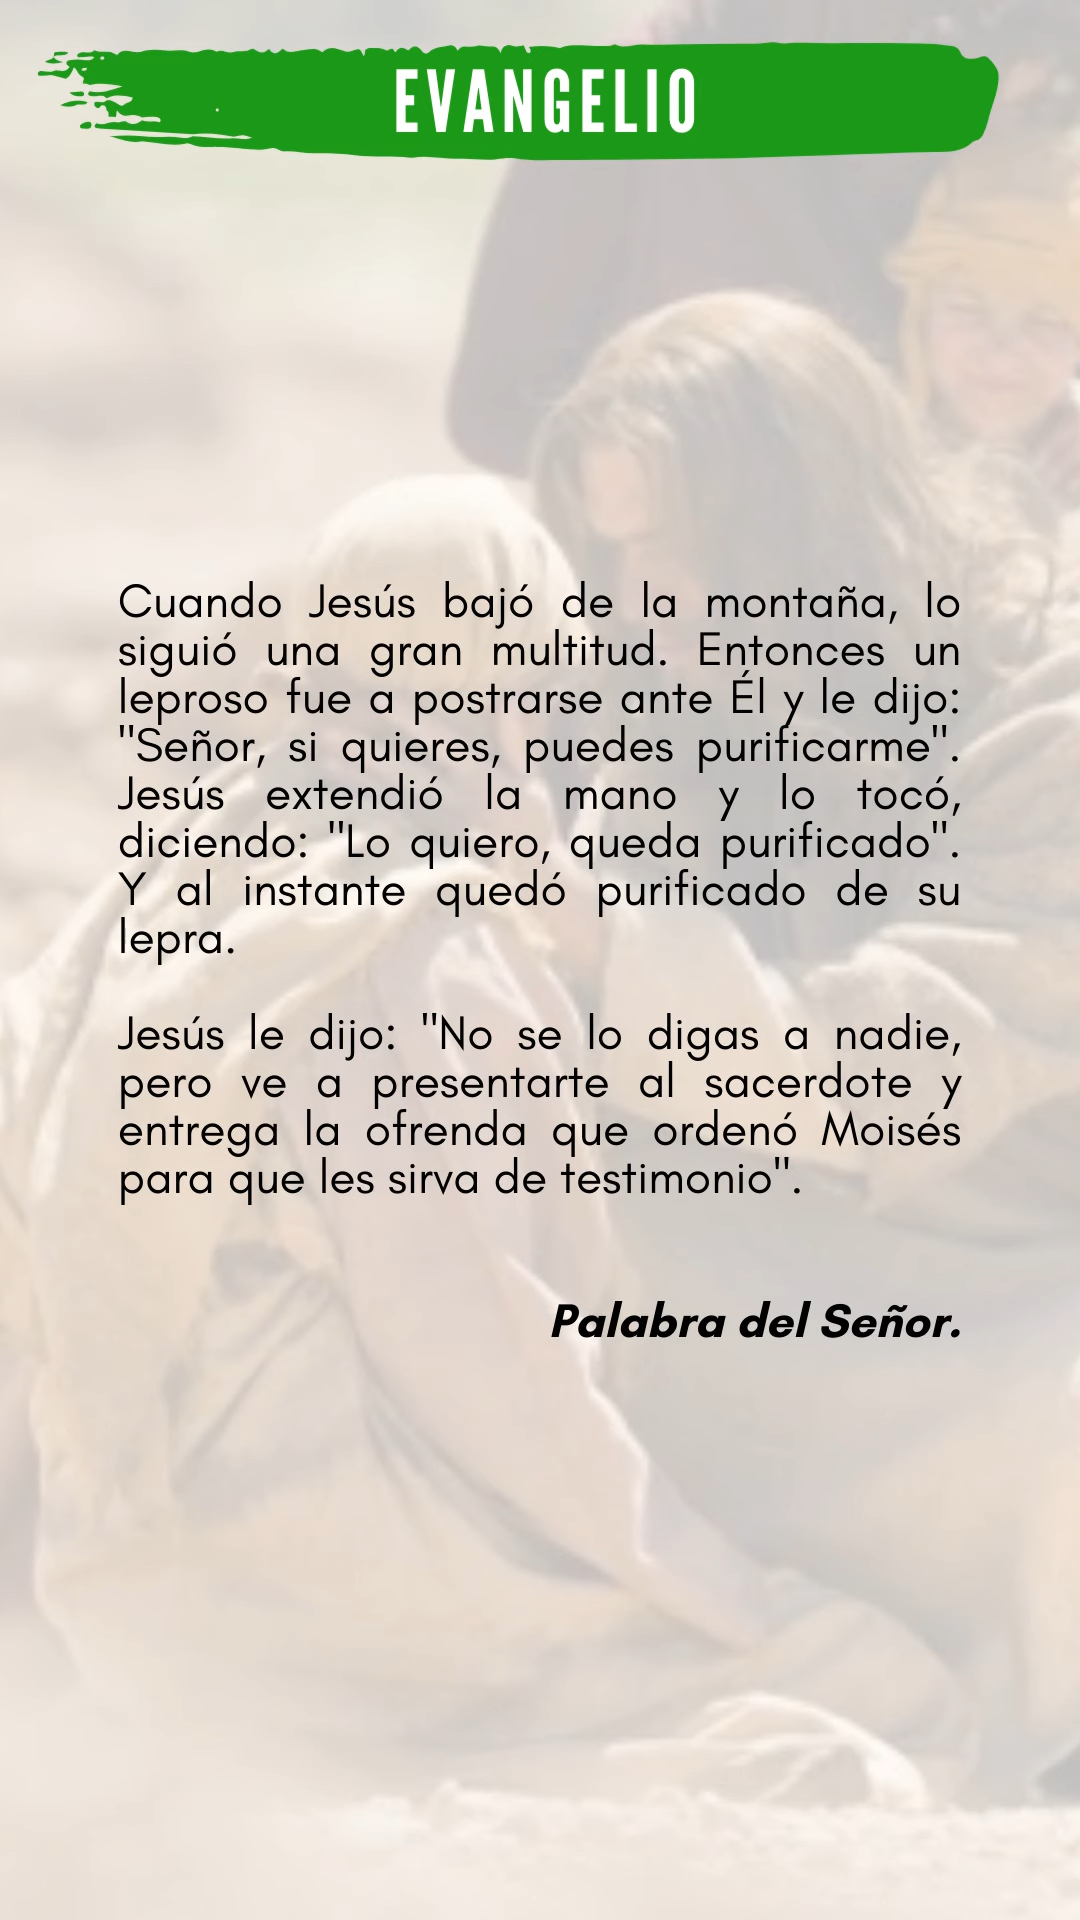 EVANGELIO
Cuando Jesús bajó de la montaña, lo
siguió una gran multitud. Entonces un
leproso fue a postrarse ante Él y le dijo:
"Señor, si quieres, puedes purificarme".
Jesús extendió la mano y lo tocó,
diciendo: "Lo quiero, queda purificado".
Y al instante quedó purificado de su
lepra.
Jesús le dijo: "No se lo digas a nadie,
pero ve a presentarte al sacerdote y
entrega la ofrenda que ordenó Moisés
para que les sirva de testimonio".
Palabra del Señor.